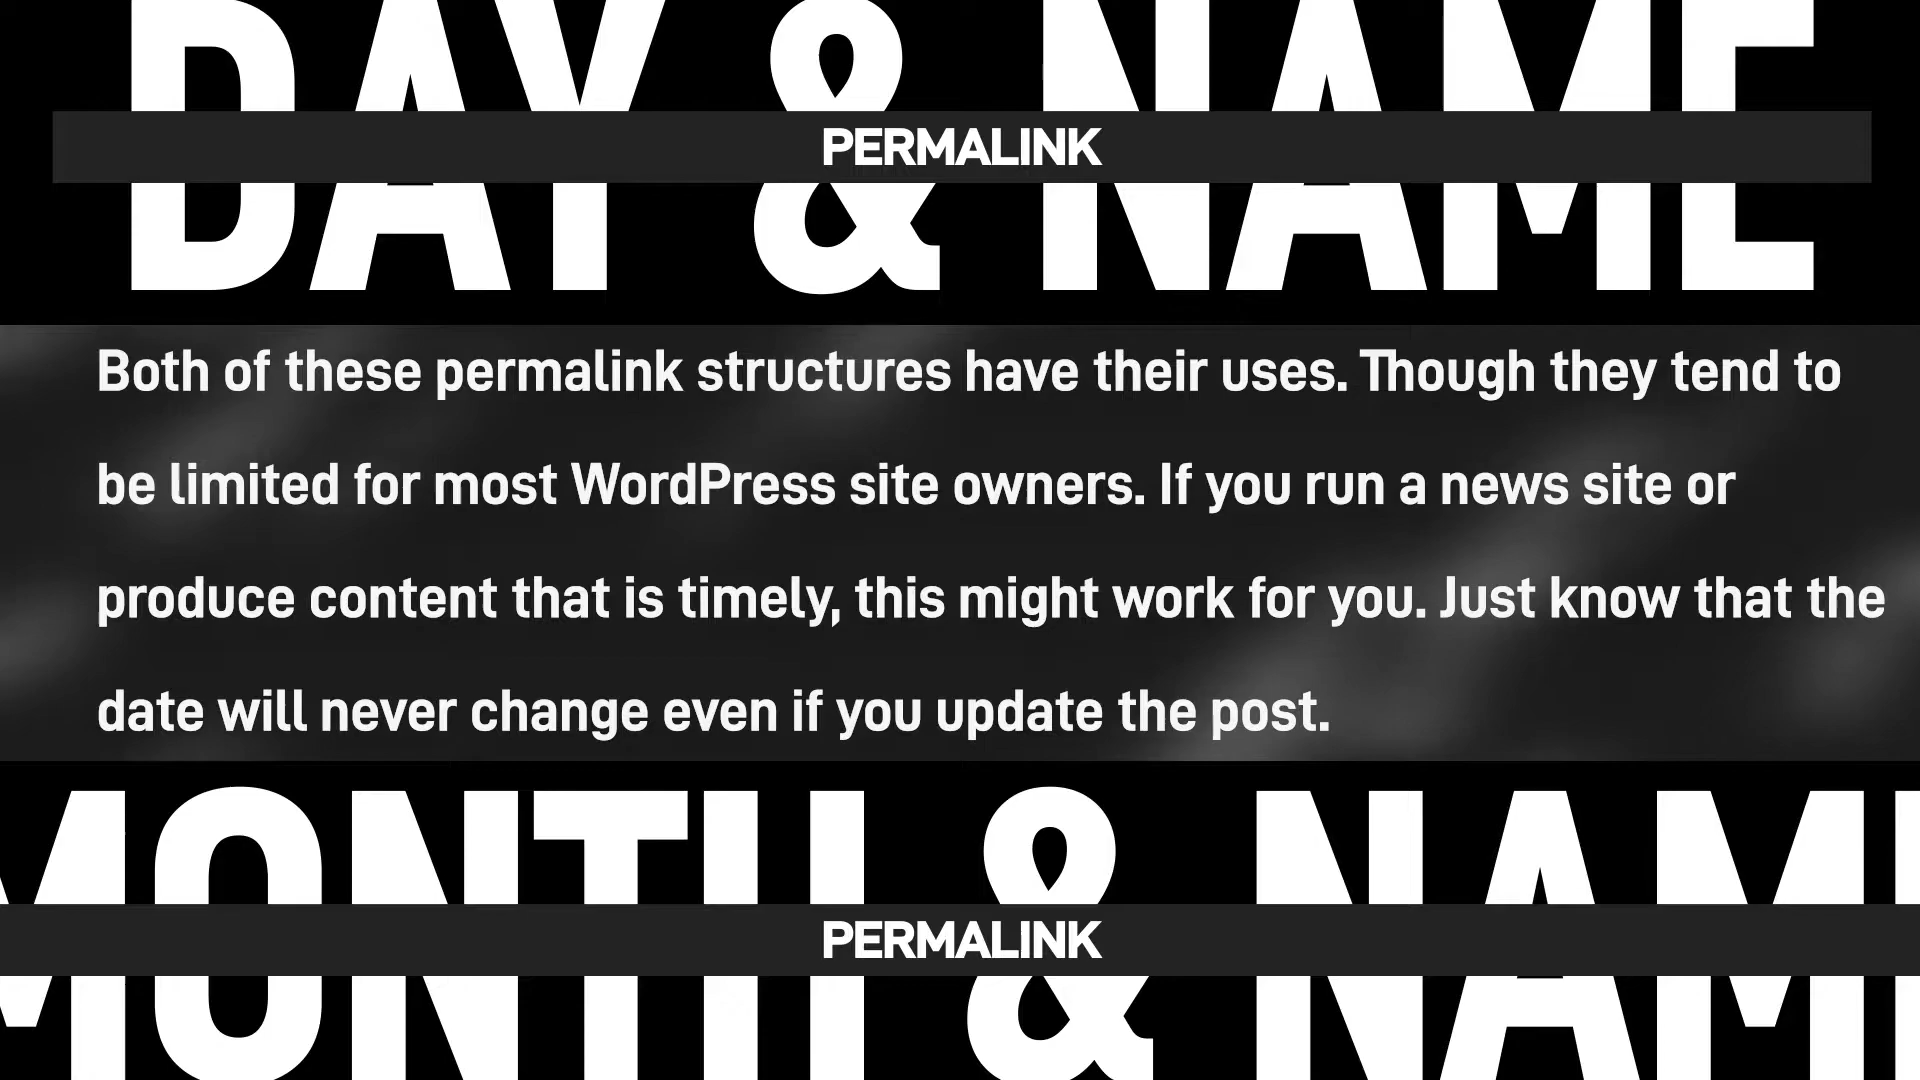 DAY & NAME
PERMALINK
Both of these permalink structures have their uses. Though they tend to
be limited for most WordPress site owners. If you run a news site or
produce content that is timely, this might work for you. Just know that the
date will never change even if you update the post.
MONTH & NAME
PERMALINK